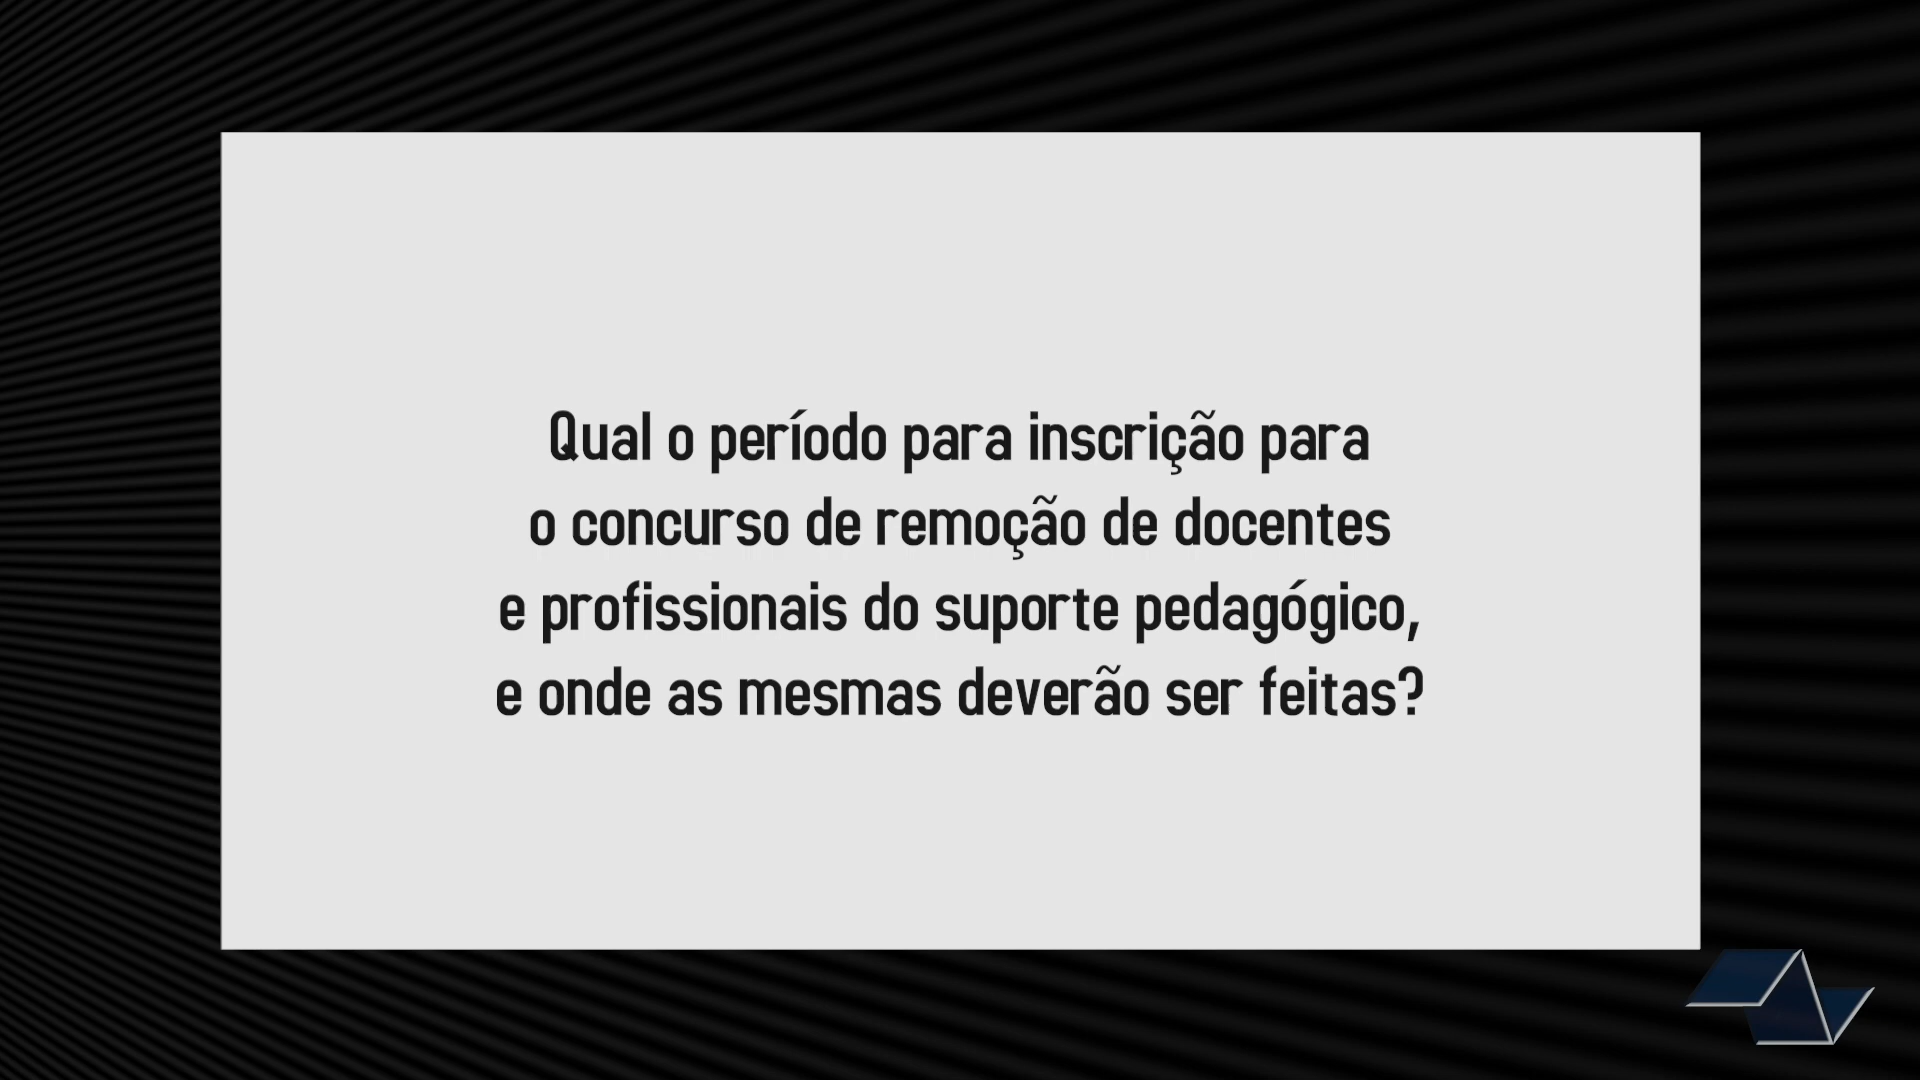 Qual o período para inscrição para
o concurso de remoção de docentes
e profissionais do suporte pedagógico,
e onde as mesmas deverão ser feitas?